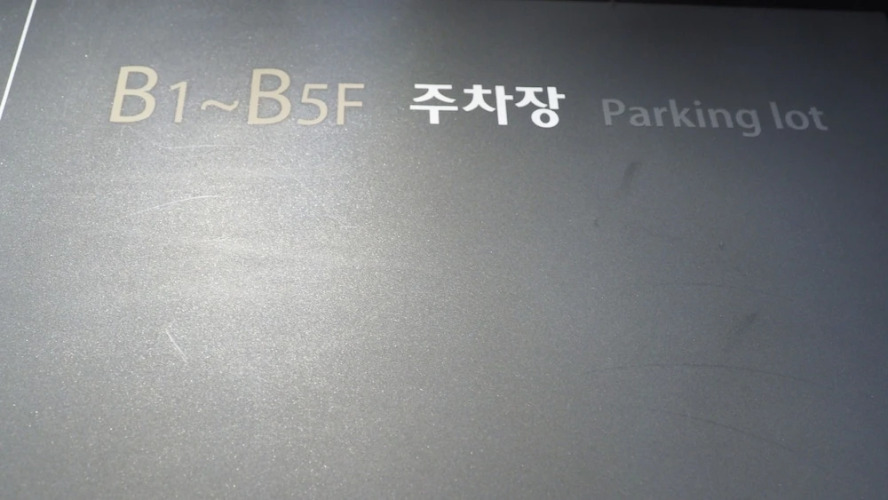 B1~B5F 주차장 Parking lot